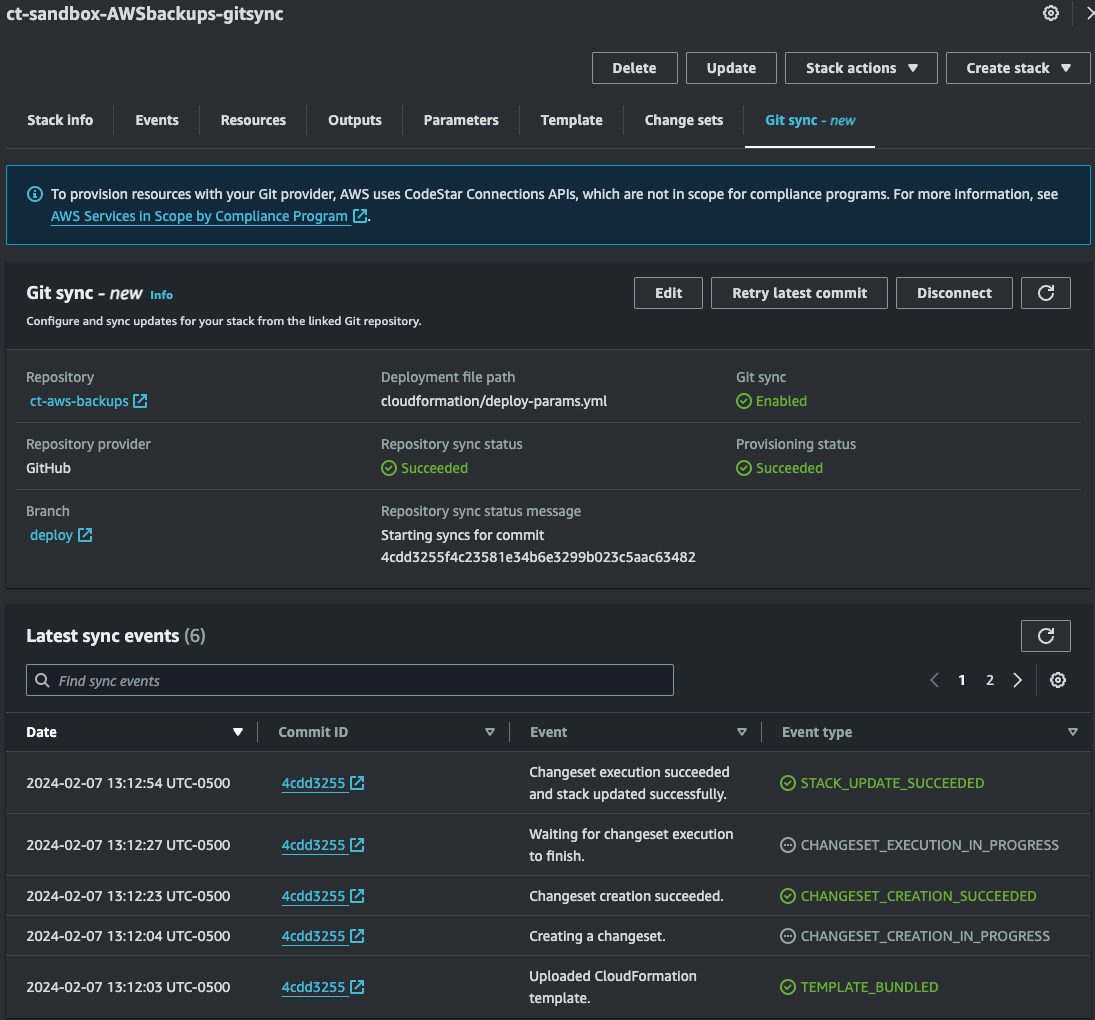 ct-sandbox-AWSbackups-gitsync
Delete
Update
Stack actions
Create stack
Stack info
Events
Resources
Outputs
Parameters
Template
Change sets
Git sync - new
To provision resources with your Git provider, AWS uses CodeStar Connections APIs, which are not in scope for compliance programs. For more information, see
AWS Services in Scope by Compliance Program.
Git sync - new Info
Edit
Retry latest commit
Disconnect
Configure and sync updates for your stack from the linked Git repository.
Repository
ct-aws-backups
Deployment file path
cloudformation/deploy-params.yml
Git sync
Enabled
Repository provider
GitHub
Repository sync status
Succeeded
Provisioning status
Succeeded
Branch
deploy
Repository sync status message
Starting syncs for commit
4cdd3255f4c23581e34b6e3299b023c5aac63482
Latest sync events (6)
Find sync events
1 2
Date
Commit ID
Event
Event type
2024-02-07 13:12:54 UTC-0500
4cdd3255
Changeset execution succeeded
and stack updated successfully.
STACK_UPDATE_SUCCEEDED
2024-02-07 13:12:27 UTC-0500
4cdd3255
Waiting for changeset execution
to finish.
CHANGESET_EXECUTION_IN_PROGRESS
2024-02-07 13:12:23 UTC-0500
4cdd3255
Changeset creation succeeded.
CHANGESET_CREATION_SUCCEEDED
2024-02-07 13:12:04 UTC-0500
4cdd3255
Creating a changeset.
CHANGESET_CREATION_IN_PROGRESS
2024-02-07 13:12:03 UTC-0500
4cdd3255
Uploaded CloudFormation
template.
TEMPLATE_BUNDLED